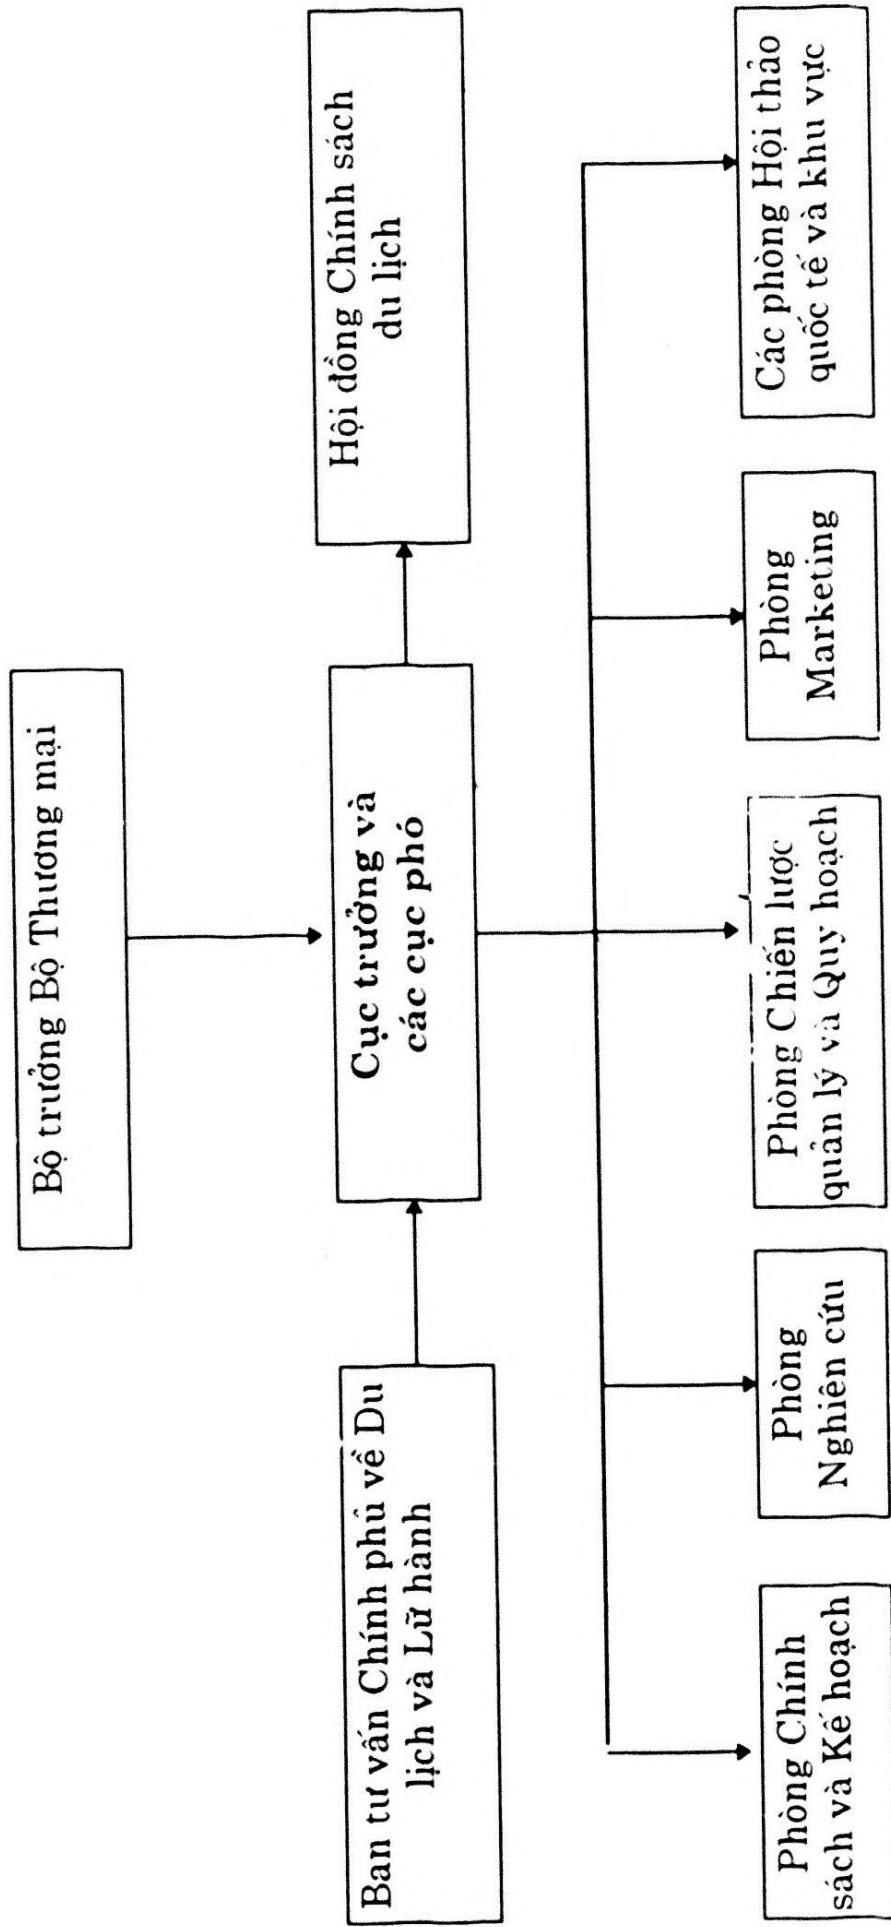 Bộ trưởng Bộ Thương mại
Ban tư vấn Chính phủ về Du
lịch và Lữ hành
Cục trưởng và
các cục phó
Hội đồng Chính sách
du lịch
Phòng Chính
sách và Kế hoạch
Phòng
Nghiên cứu
Phòng Chiến lược
quản lý và Quy hoạch
Phòng
Marketing
Các phòng Hội thảo
quốc tế và khu vực